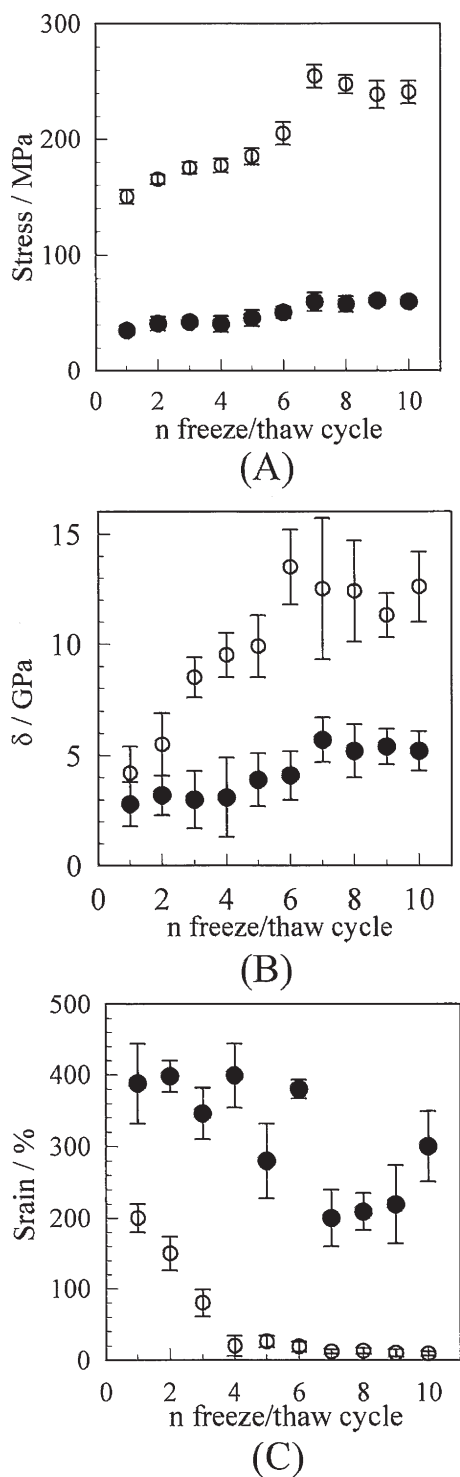 300
200
100
0
Stress / MPa
0 2 4 6 8 10
n freeze/thaw cycle
(A)
15
10
5
0
δ / GPa
0 2 4 6 8 10
n freeze/thaw cycle
(B)
500
400
300
200
100
0
Srain / %
0 2 4 6 8 10
n freeze/thaw cycle
(C)